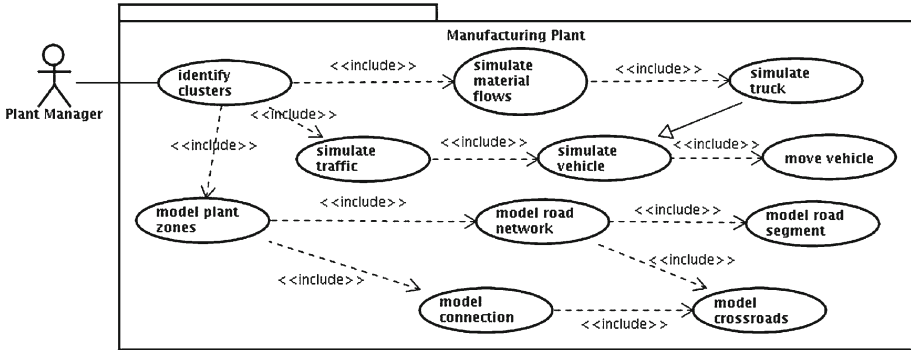 Manufacturing Plant
Plant Manager
identify
clusters
<<include>>
simulate
material
flows
<<include>>
simulate
truck
<<include>>
<<include>>
simulate
traffic
<<include>>
simulate
vehicle
<<include>>
move vehicle
model plant
zones
<<include>>
model road
network
<<include>>
model road
segment
<<include>>
<<include>>
model
connection
<<include>>
model
crossroads